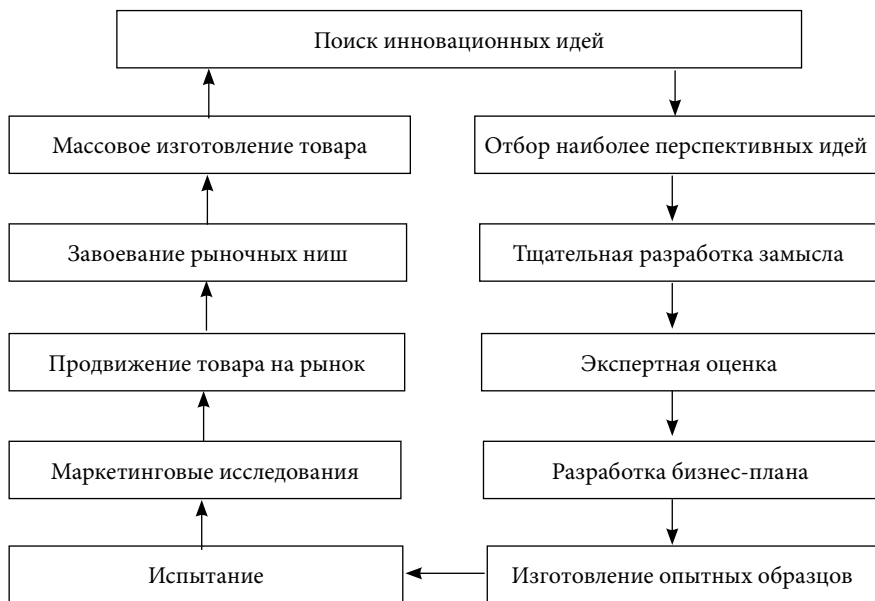 Поиск инновационных идей
Массовое изготовление товара
Отбор наиболее перспективных идей
Завоевание рыночных ниш
Тщательная разработка замысла
Продвижение товара на рынок
Экспертная оценка
Маркетинговые исследования
Разработка бизнес-плана
Испытание
Изготовление опытных образцов